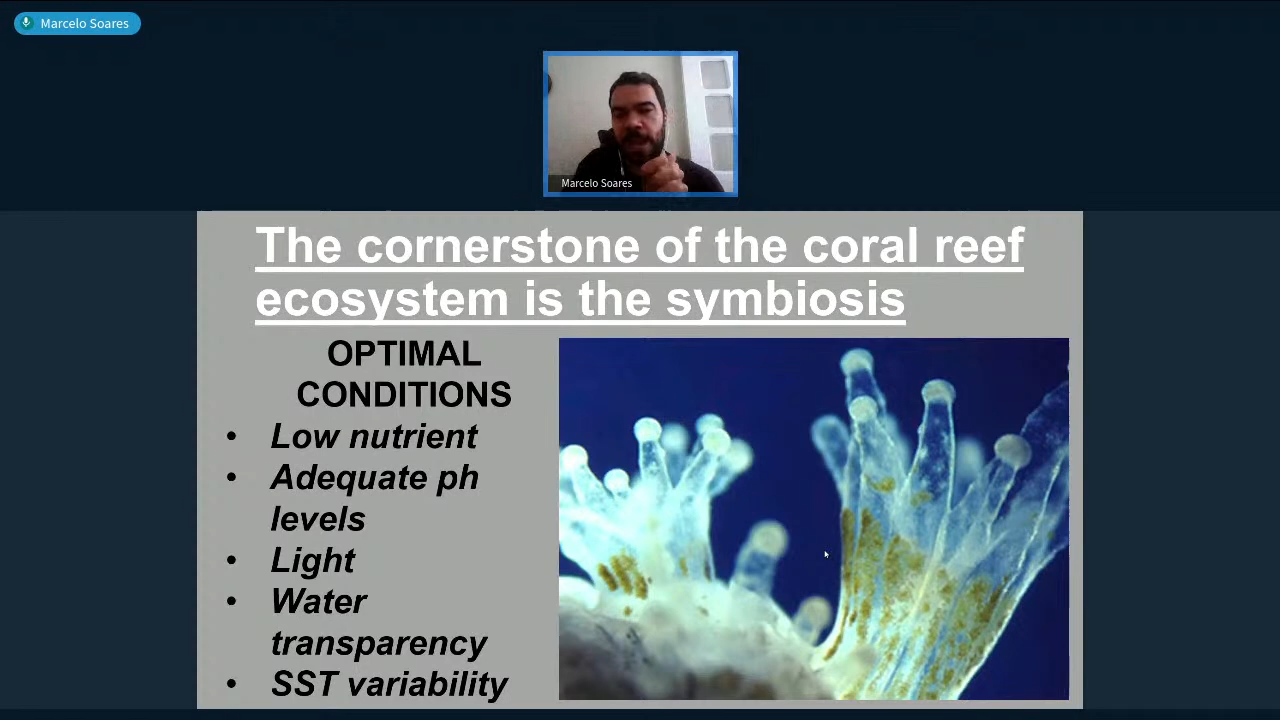 Marcelo Soares
Marcelo Soares
The cornerstone of the coral reef
ecosystem is the symbiosis
OPTIMAL
CONDITIONS
• Low nutrient
• Adequate ph
levels
• Light
• Water
transparency
• SST variability